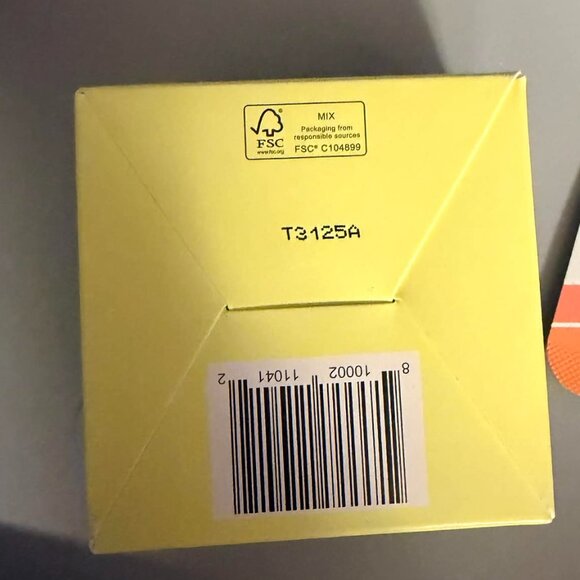 MIX
Packaging from
responsible sources
FSC® C104899
FSC
www.fsc.org
T3125A
8 10002 11041 2